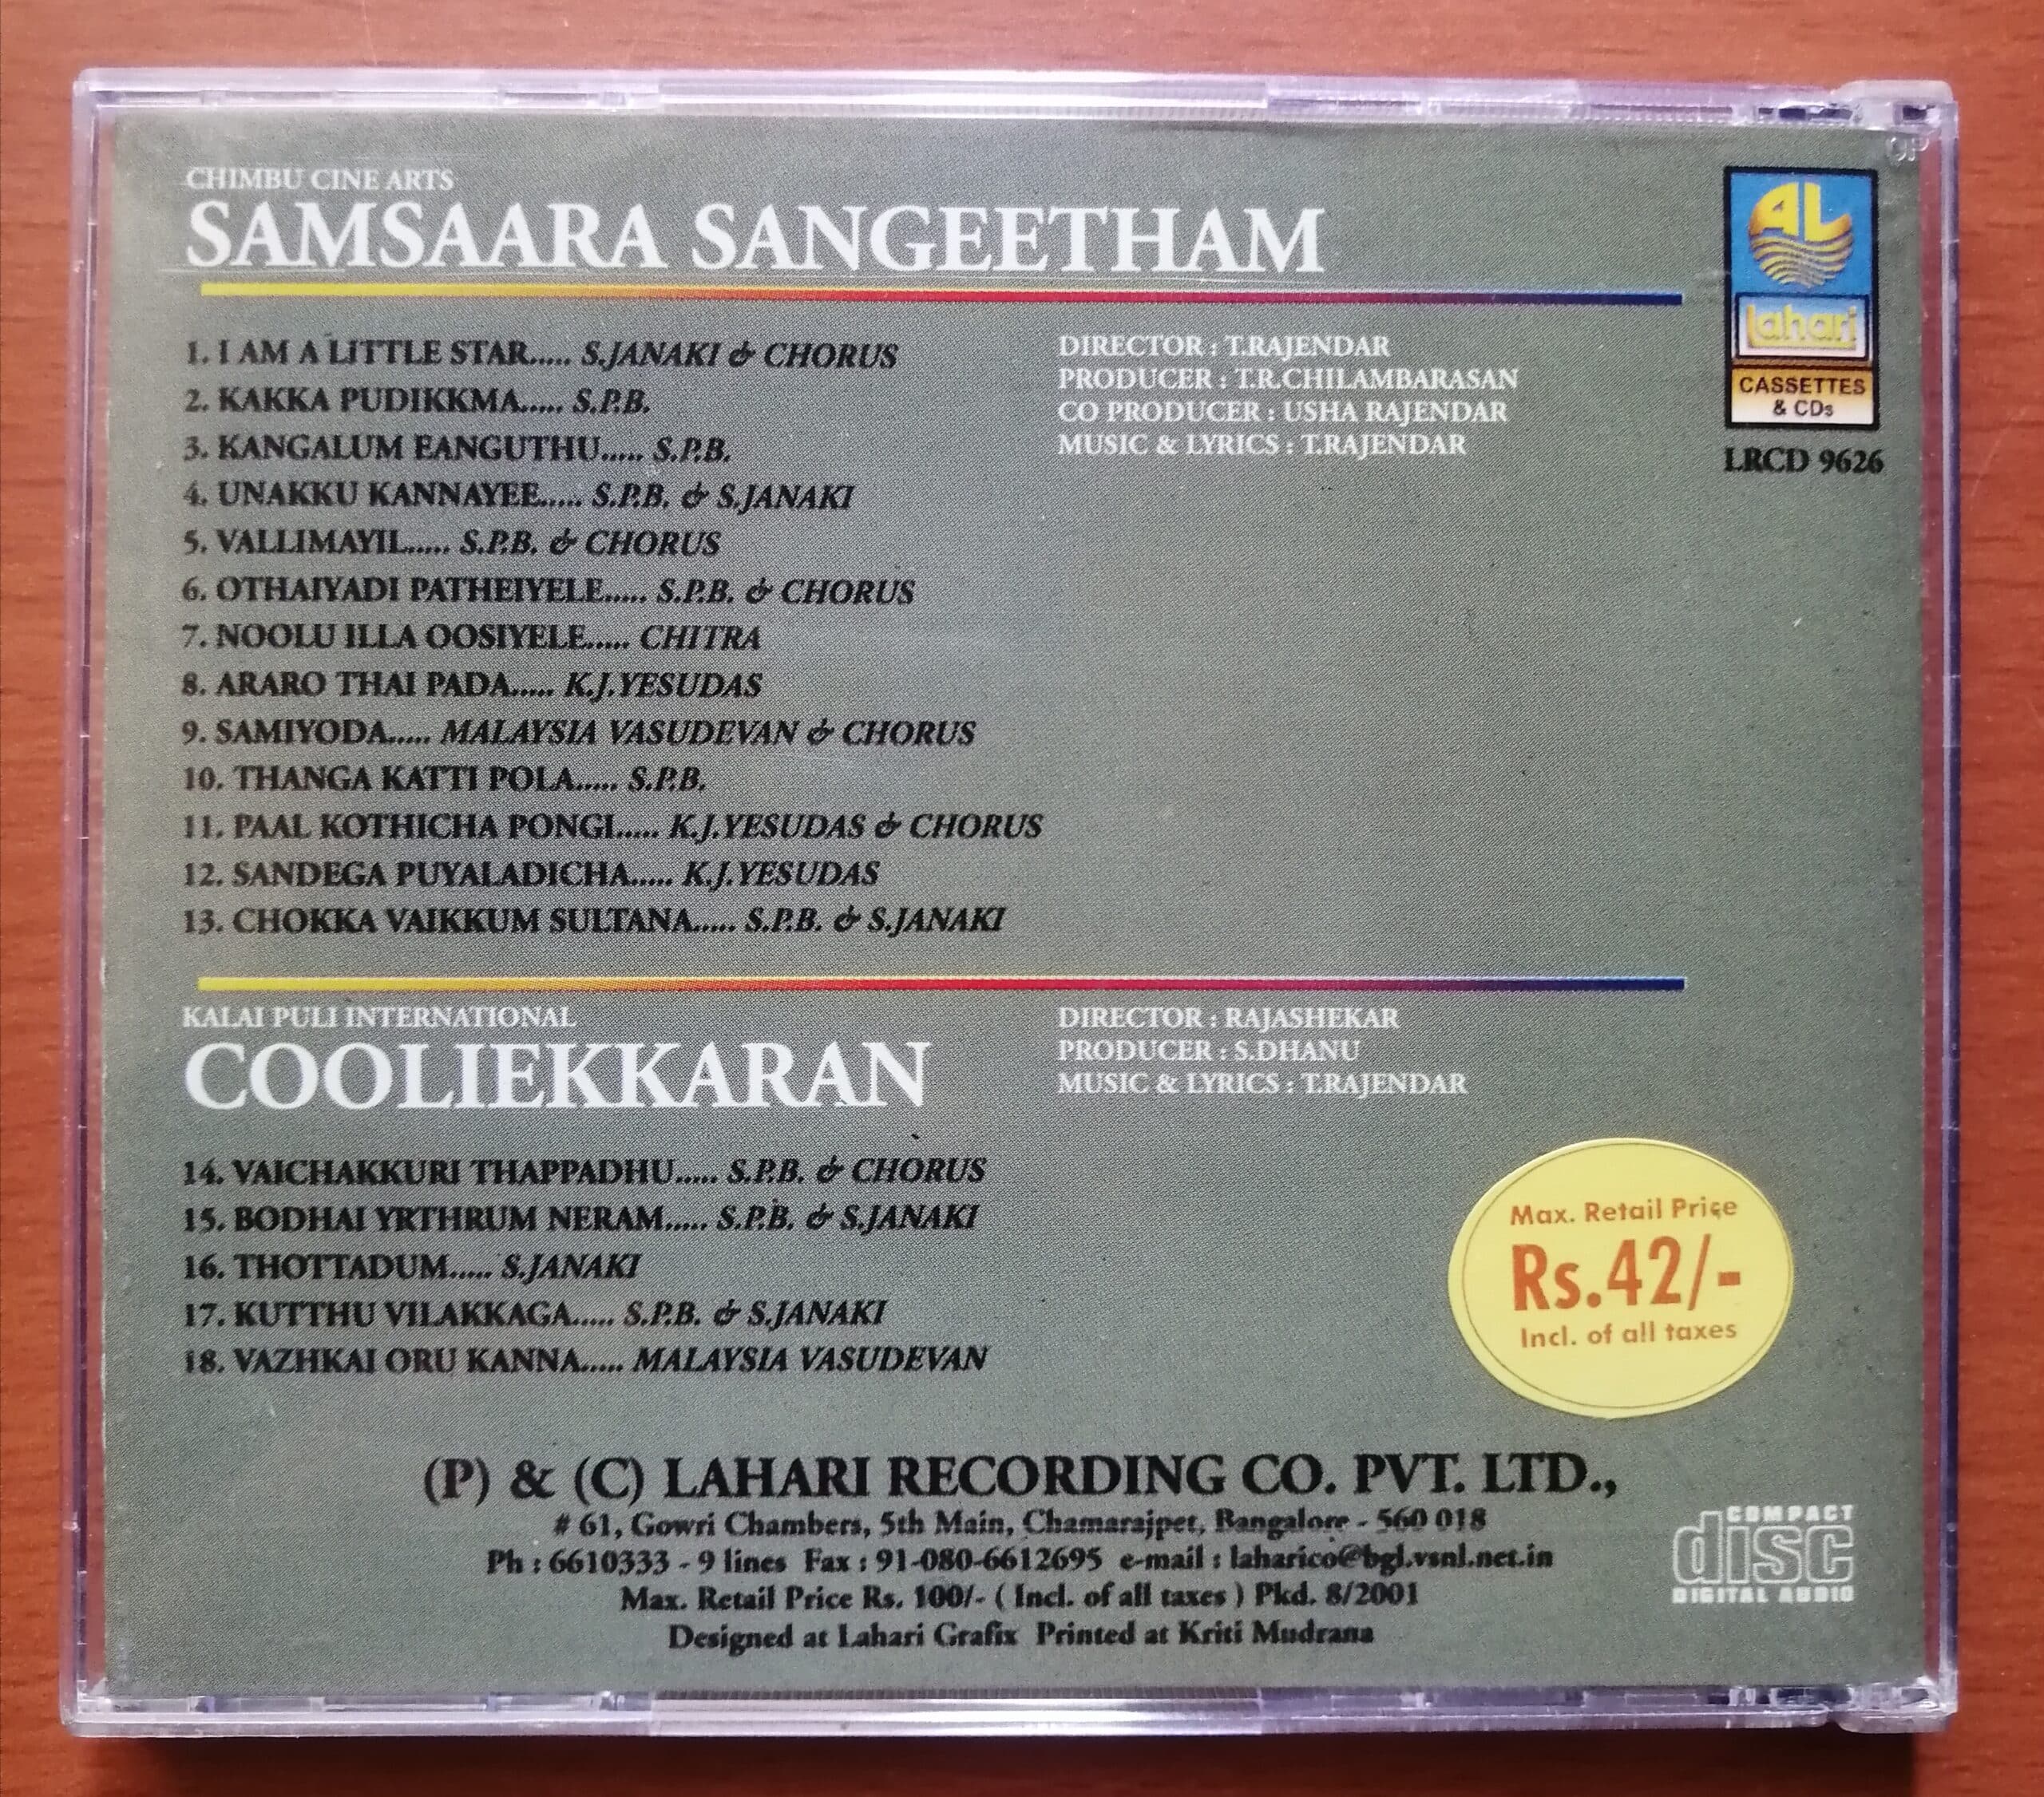 CHIMBU CINE ARTS
SAMSAARA SANGEETHAM
AL
lahari
CASSETTES
& CDs
LRCD 9626
1. I AM A LITTLE STAR..... S.JANAKI & CHORUS
2. KAKKA PUDIKKMA..... S.P.B.
3. KANGALUM EANGUTHU..... S.P.B.
4. UNAKKU KANNAYEE..... S.P.B. & S.JANAKI
5. VALLIMAYIL..... S.P.B. & CHORUS
6. OTHAIYADI PATHEIYELE..... S.P.B. & CHORUS
7. NOOLU ILLA OOSIYELE..... CHITRA
8. ARARO THAI PADA..... K.J.YESUDAS
9. SAMIYODA..... MALAYSIA VASUDEVAN & CHORUS
10. THANGA KATTI POLA..... S.P.B.
11. PAAL KOTHICHA PONGI..... K.J.YESUDAS & CHORUS
12. SANDEGA PUYALADICHA..... K.J.YESUDAS
13. CHOKKA VAIKKUM SULTANA..... S.P.B. & S.JANAKI
DIRECTOR : T.RAJENDAR
PRODUCER : T.R.CHILAMBARASAN
CO PRODUCER : USHA RAJENDAR
MUSIC & LYRICS : T.RAJENDAR
KALAI PULI INTERNATIONAL
COOLIEKKARAN
DIRECTOR : RAJASHEKAR
PRODUCER : S.DHANU
MUSIC & LYRICS : T.RAJENDAR
14. VAICHAKKURI THAPPADHU..... S.P.B. & CHORUS
15. BODHAI YRTHRUM NERAM..... S.P.B. & S.JANAKI
16. THOTTADUM..... S.JANAKI
17. KUTTHU VILAKKAGA..... S.P.B. & S.JANAKI
18. VAZHKAI ORU KANNA..... MALAYSIA VASUDEVAN
Max. Retail Price
Rs.42/-
Incl. of all taxes
(P) & (C) LAHARI RECORDING CO. PVT. LTD.,
# 61, Gowri Chambers, 5th Main, Chamarajpet, Bangalore - 560 018
Ph : 6610333 - 9 lines Fax : 91-080-6612695 e-mail : laharico@bgl.vsnl.net.in
Max. Retail Price Rs. 100/- ( Incl. of all taxes ) Pkd. 8/2001
Designed at Lahari Grafix Printed at Kriti Mudrana
COMPACT
disc
DIGITAL AUDIO